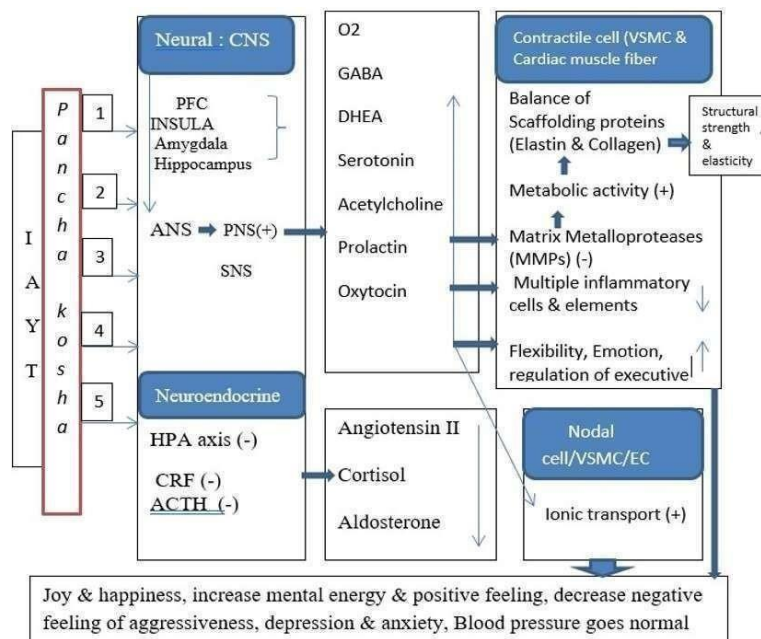 I
A
Y
T
P
a
n
c
h
a
k
o
s
h
a
1
2
3
4
5
Neural : CNS
PFC
INSULA
Amygdala
Hippocampus
ANS
PNS(+)
SNS
Neuroendocrine
HPA axis (-)
CRF (-)
ACTH (-)
O2
GABA
DHEA
Serotonin
Acetylcholine
Prolactin
Oxytocin
Angiotensin II
Cortisol
Aldosterone
Contractile cell (VSMC &
Cardiac muscle fiber
Balance of
Scaffolding proteins
(Elastin & Collagen)
Structural
strength
&
elasticity
Metabolic activity (+)
Matrix Metalloproteases
(MMPs) (-)
Multiple inflammatory
cells & elements
Flexibility, Emotion,
regulation of executive
Nodal
cell/VSMC/EC
Ionic transport (+)
Joy & happiness, increase mental energy & positive feeling, decrease negative
feeling of aggressiveness, depression & anxiety, Blood pressure goes normal